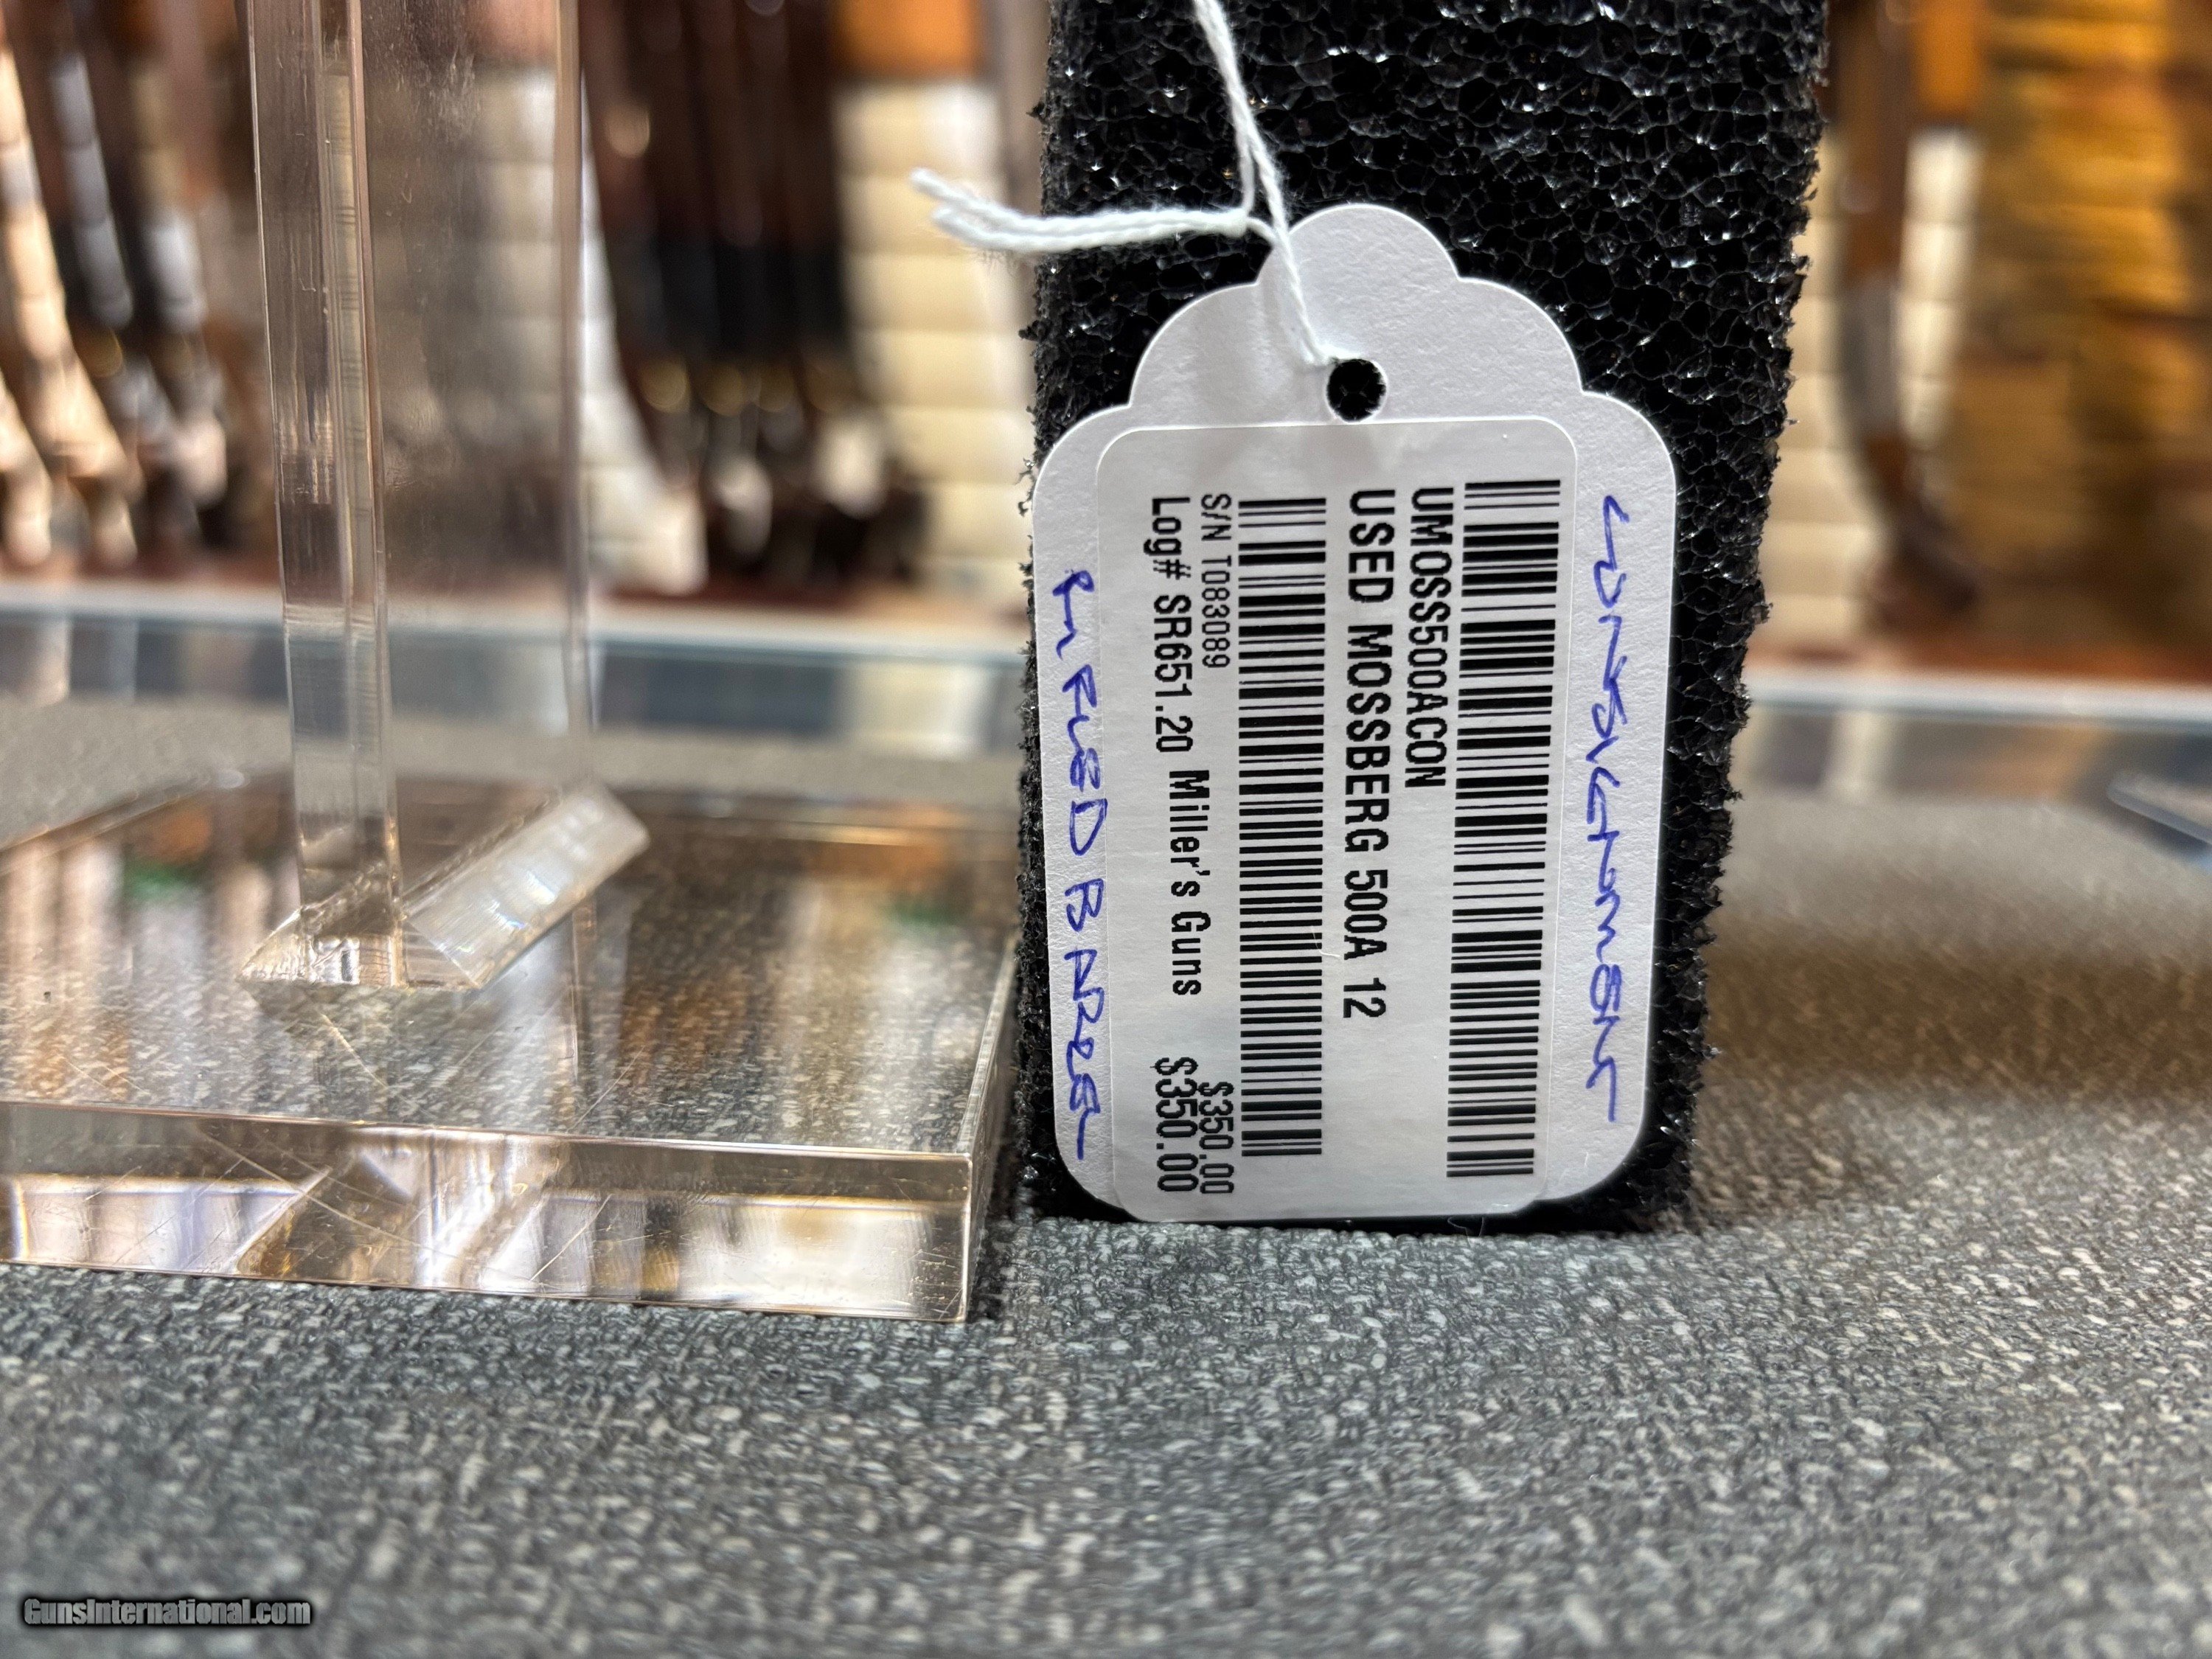 CONSIGNMENT
UMOSS500ACON
USED MOSSBERG 500A 12
S/N T083089 $350.00
Log# SR651.20 Miller's Guns $350.00
RIFLED BARREL
GunsInternational.com